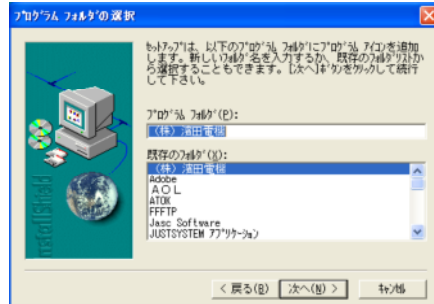 ﾌﾟﾛｸﾞﾗﾑ ﾌｫﾙﾀﾞの選択
ｾｯﾄｱｯﾌﾟは、以下のﾌﾟﾛｸﾞﾗﾑ ﾌｫﾙﾀﾞにﾌﾟﾛｸﾞﾗﾑ ｱｲｺﾝを追加
します。新しいﾌｫﾙﾀﾞ名を入力するか、既存のﾌｫﾙﾀﾞﾘｽﾄか
ら選択することもできます。[次へ]ﾎﾞﾀﾝをｸﾘｯｸして続行
して下さい。
ﾌﾟﾛｸﾞﾗﾑ ﾌｫﾙﾀﾞ(P):
（株）濱田電機
既存のﾌｫﾙﾀﾞ(X):
（株）濱田電機
Adobe
ＡＯＬ
ATOK
FFFTP
Jasc Software
JUSTSYSTEM ｱﾌﾟﾘｹｰｼｮﾝ
InstallShield
< 戻る(B)
次へ(N) >
ｷｬﾝｾﾙ